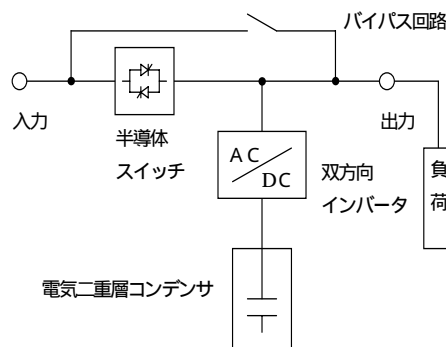 バイパス回路
入力
半導体
スイッチ
出力
AC
DC
双方向
インバータ
負
荷
電気二重層コンデンサ